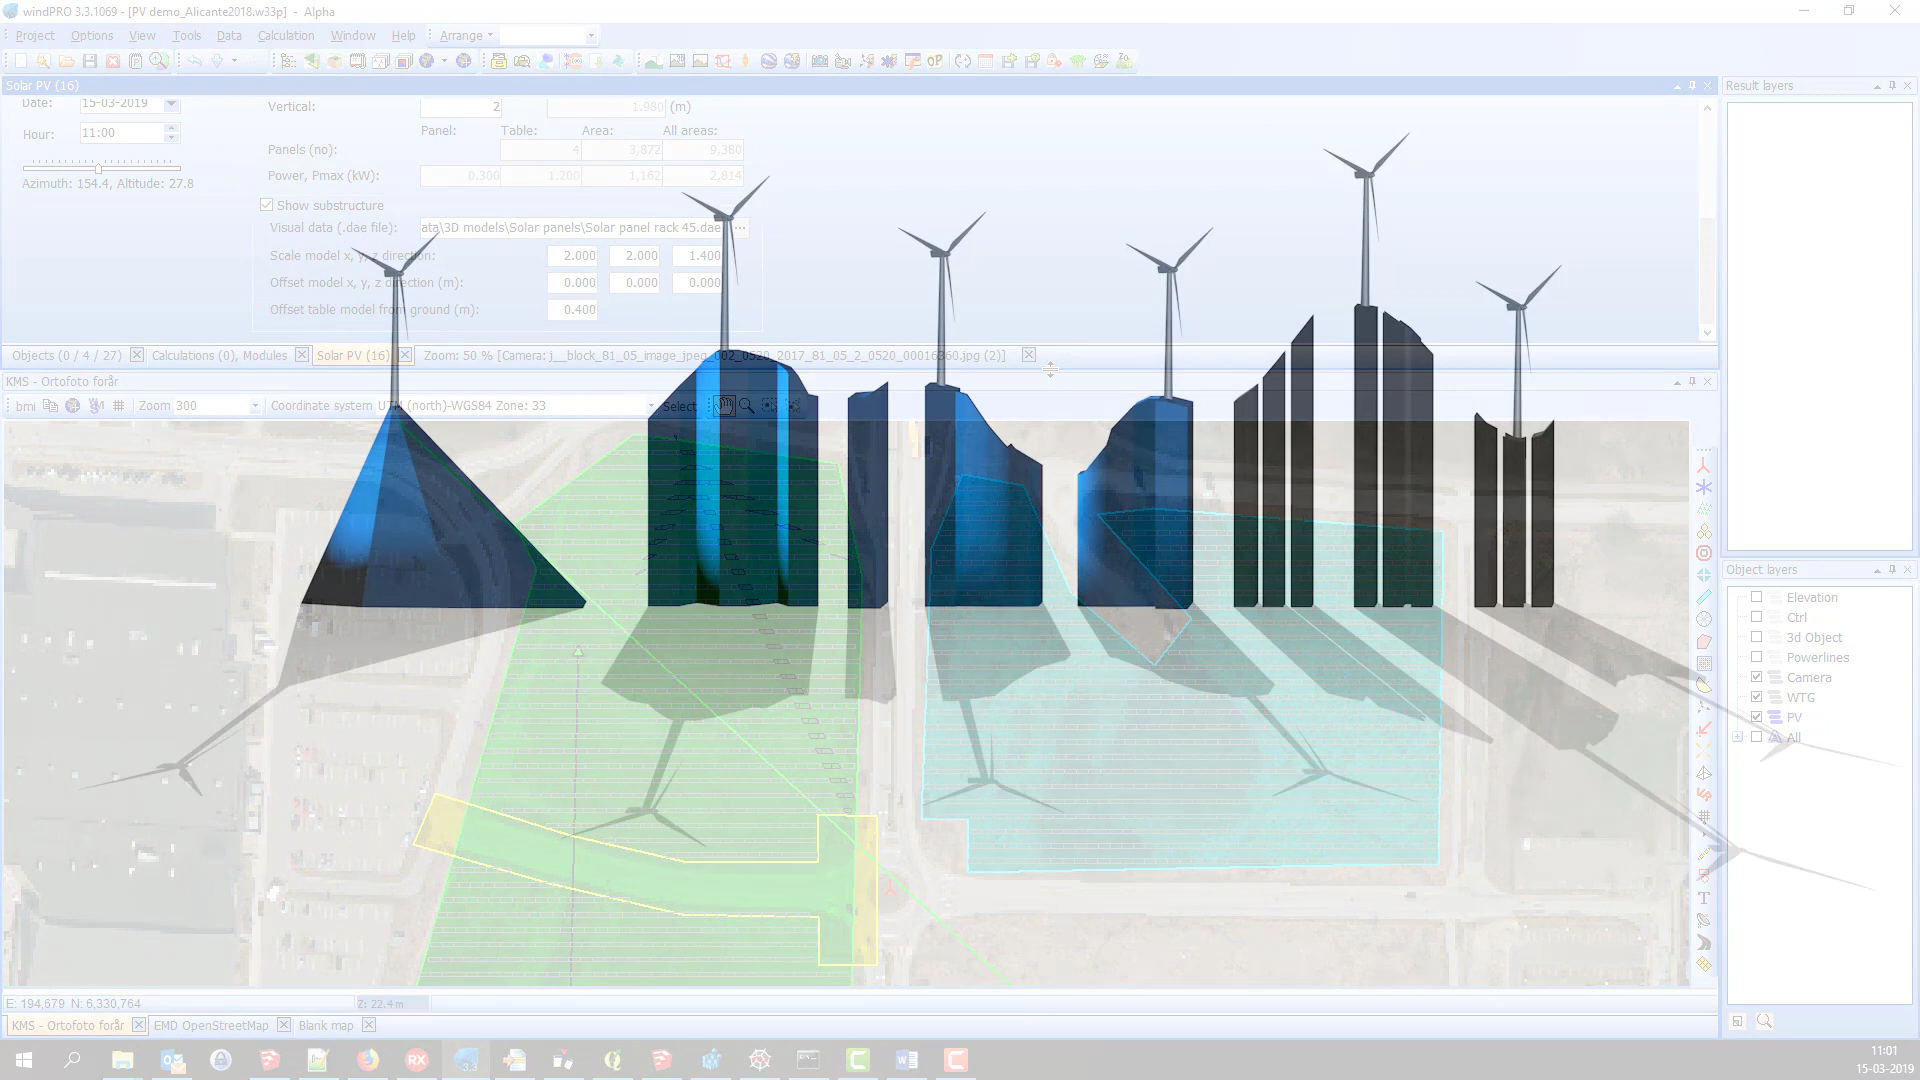 windPRO 3.3.1069 - [PV demo_Alicante2018.w33p] - Alpha
Project Options View Tools Data Calculation Window Help Arrange
Solar PV (16)
Result layers
Date: 15-03-2019
Vertical: 2 1.980 (m)
Hour: 11:00
Panel: Table: Area: All areas:
Panels (no): 4 3,872 9,380
Power, Pmax (kW): 0.300 1.200 1,162 2,814
Azimuth: 154.4, Altitude: 27.8
Show substructure
Visual data (.dae file): ata\3D models\Solar panels\Solar panel rack 45.dae ...
Scale model x, y, z direction: 2.000 2.000 1.400
Offset model x, y, z direction (m): 0.000 0.000 0.000
Offset table model from ground (m): 0.400
Objects (0 / 4 / 27) Calculations (0), Modules Solar PV (16) Zoom: 50 % [Camera: j__block_81_05_image_jpeg_002_0520_2017_81_05_2_0520_00016360.jpg (2)]
KMS - Ortofoto forår
bmi Zoom 300 Coordinate system UTM (north)-WGS84 Zone: 33 Select
Object layers
Elevation
Ctrl
3d Object
Powerlines
Camera
WTG
PV
All
E: 194,679 N: 6,330,764 Z: 22.4 m
KMS - Ortofoto forår EMD OpenStreetMap Blank map
11:01
15-03-2019